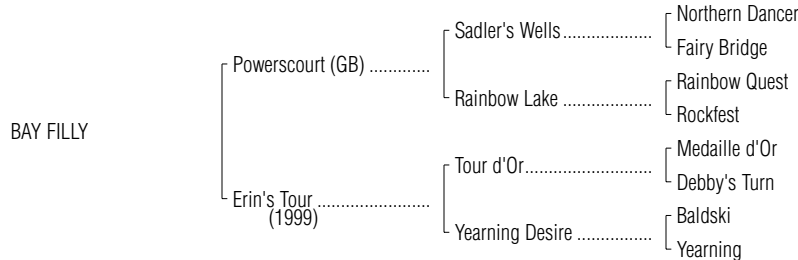 Northern Dancer
Sadler's Wells
Fairy Bridge
Powerscourt (GB)
Rainbow Quest
Rainbow Lake
Rockfest
BAY FILLY
Medaille d'Or
Tour d'Or
Debby's Turn
Erin's Tour
(1999)
Baldski
Yearning Desire
Yearning